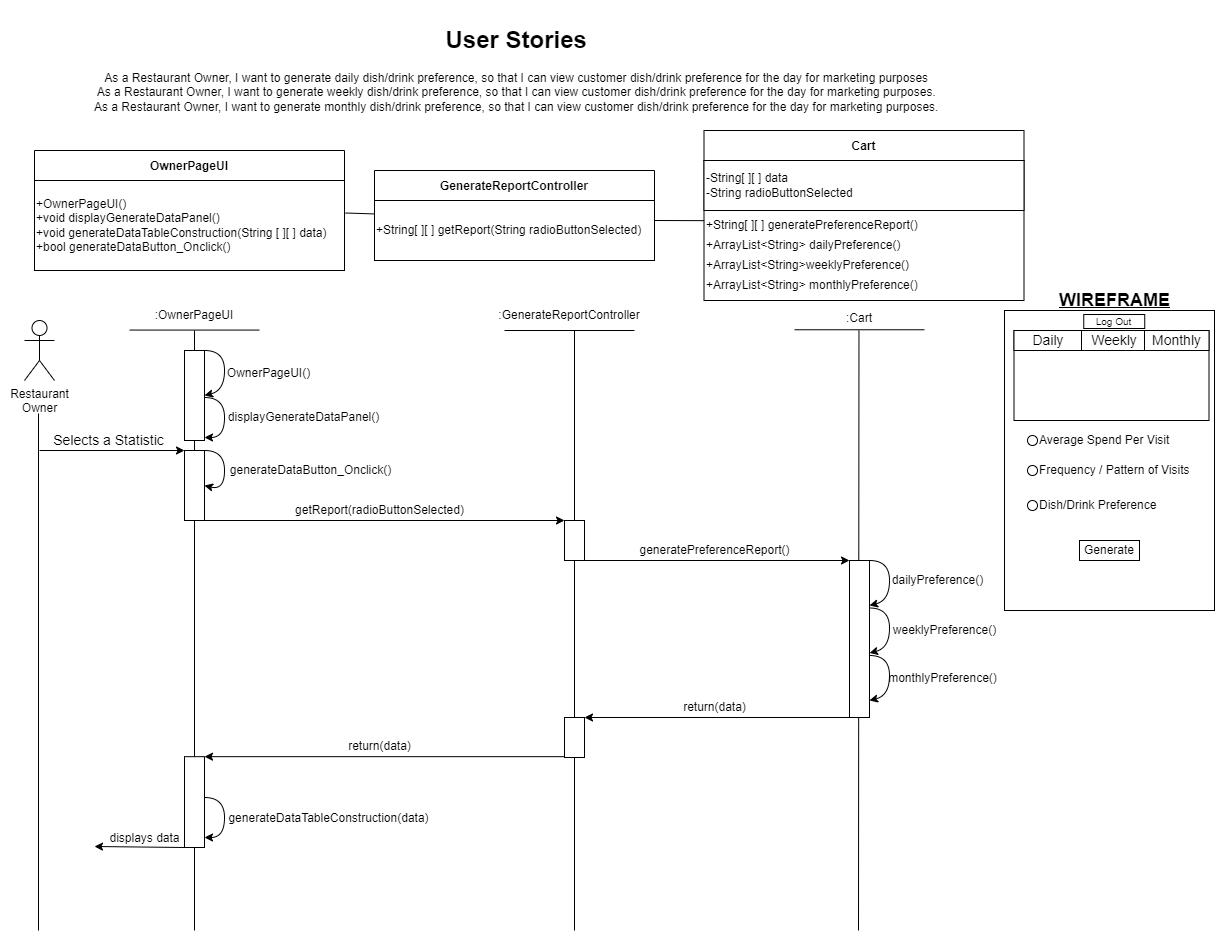 User Stories
As a Restaurant Owner, I want to generate daily dish/drink preference, so that I can view customer dish/drink preference for the day for marketing purposes
As a Restaurant Owner, I want to generate weekly dish/drink preference, so that I can view customer dish/drink preference for the day for marketing purposes.
As a Restaurant Owner, I want to generate monthly dish/drink preference, so that I can view customer dish/drink preference for the day for marketing purposes.
OwnerPageUI
+OwnerPageUI()
+void displayGenerateDataPanel()
+void generateDataTableConstruction(String [ ][ ] data)
+bool generateDataButton_Onclick()
GenerateReportController
+String[ ][ ] getReport(String radioButtonSelected)
Cart
-String[ ][ ] data
-String radioButtonSelected
+String[ ][ ] generatePreferenceReport()
+ArrayList<String> dailyPreference()
+ArrayList<String>weeklyPreference()
+ArrayList<String> monthlyPreference()
WIREFRAME
Log Out
Daily Weekly Monthly
Average Spend Per Visit
Frequency / Pattern of Visits
Dish/Drink Preference
Generate
:OwnerPageUI
:GenerateReportController
:Cart
Restaurant
Owner
OwnerPageUI()
displayGenerateDataPanel()
Selects a Statistic
generateDataButton_Onclick()
getReport(radioButtonSelected)
generatePreferenceReport()
dailyPreference()
weeklyPreference()
monthlyPreference()
return(data)
return(data)
generateDataTableConstruction(data)
displays data